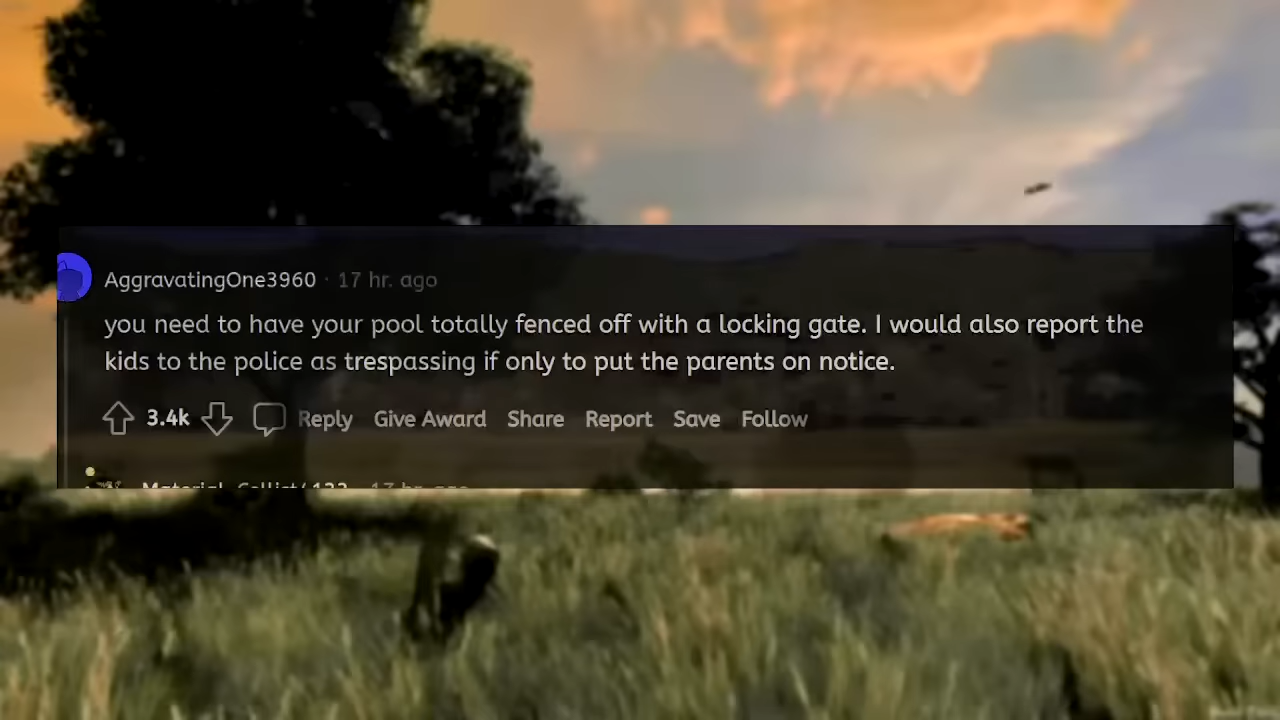 AggravatingOne3960 · 17 hr. ago
you need to have your pool totally fenced off with a locking gate. I would also report the
kids to the police as trespassing if only to put the parents on notice.
3.4k Reply Give Award Share Report Save Follow